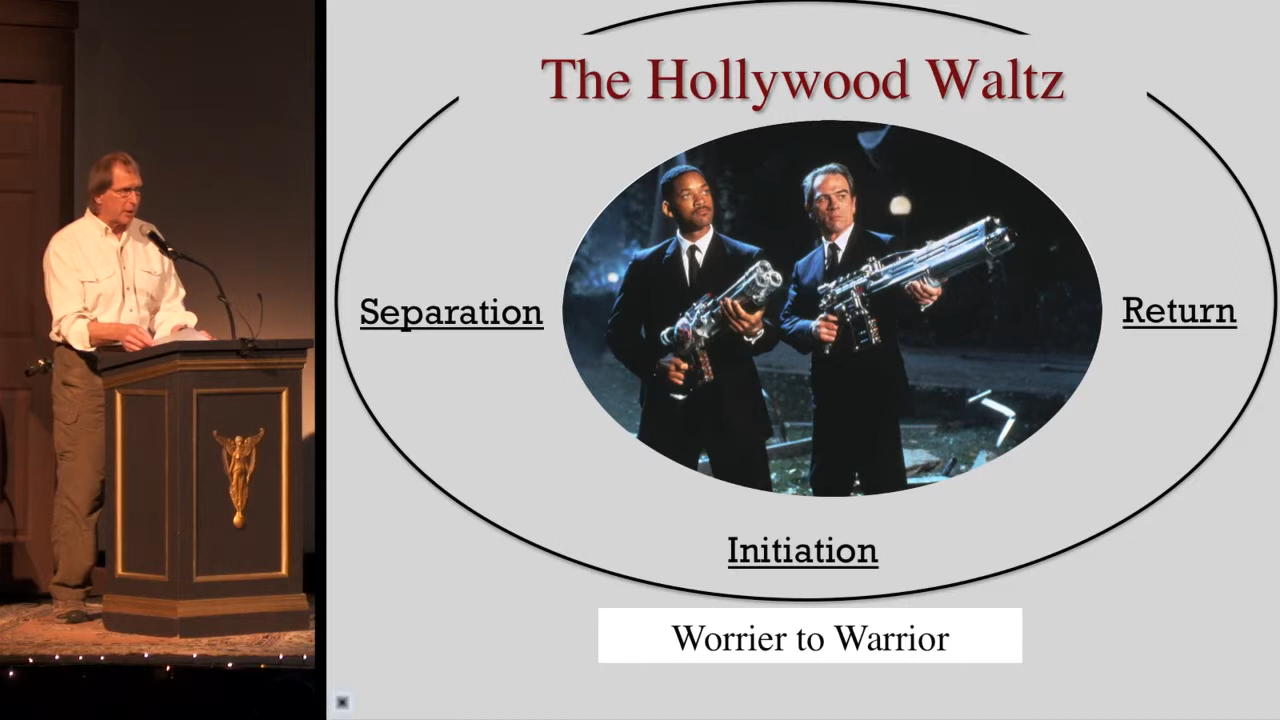 The Hollywood Waltz
Separation
Return
Initiation
Worrier to Warrior